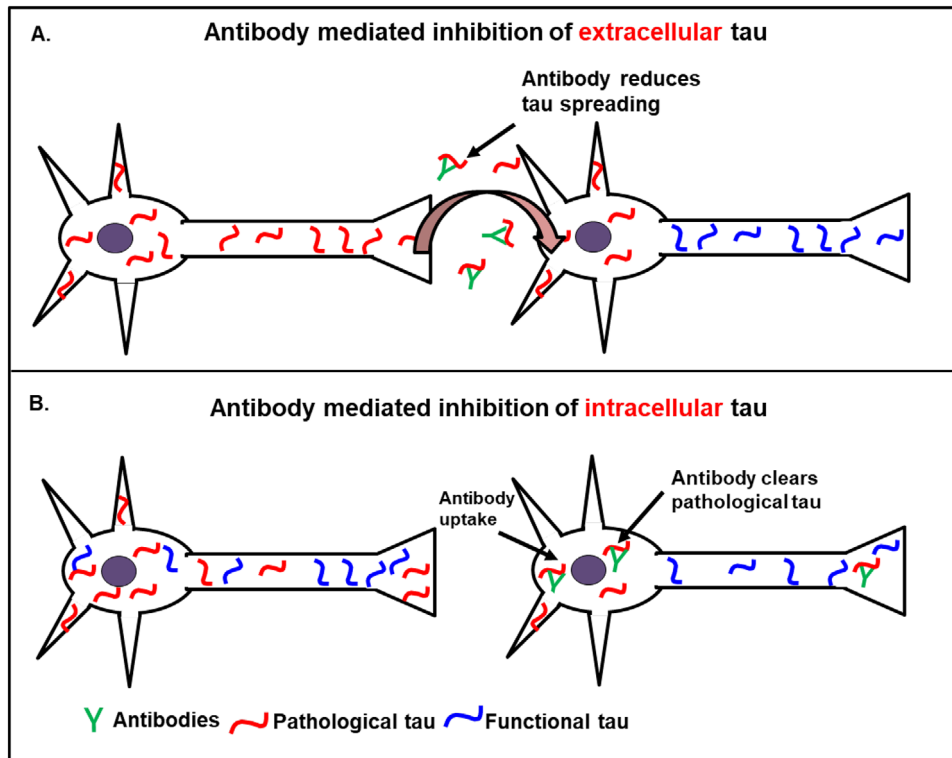 A.
Antibody mediated inhibition of extracellular tau
Antibody reduces
tau spreading
B.
Antibody mediated inhibition of intracellular tau
Antibody
uptake
Antibody clears
pathological tau
Antibodies Pathological tau Functional tau